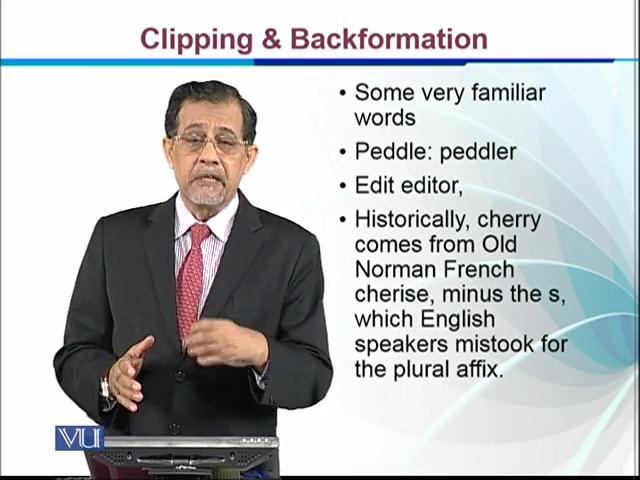 Clipping & Backformation
• Some very familiar
words
• Peddle: peddler
• Edit editor,
• Historically, cherry
comes from Old
Norman French
cherise, minus the s,
which English
speakers mistook for
the plural affix.
VU